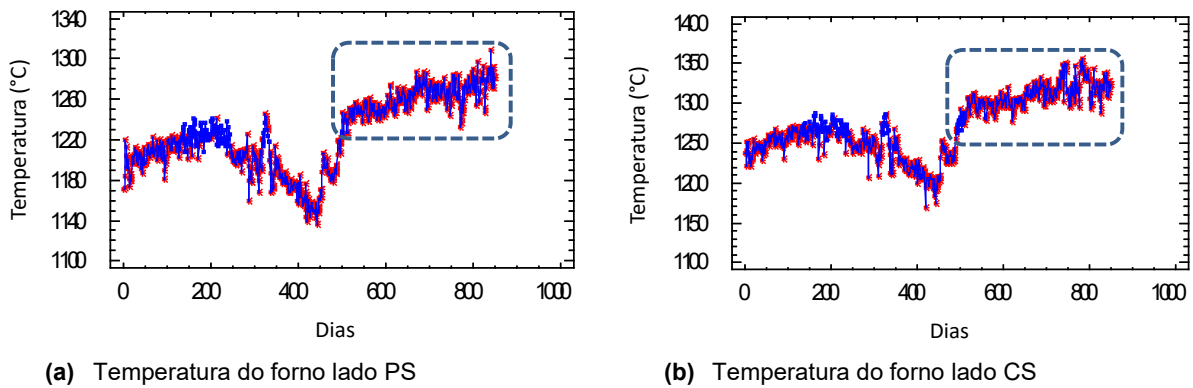 Temperatura (°C)
1340
1300
1260
1220
1180
1140
1100
0 200 400 600 800 1000
Dias
(a) Temperatura do forno lado PS
Temperatura (°C)
1400
1350
1300
1250
1200
1150
1100
0 200 400 600 800 1000
Dias
(b) Temperatura do forno lado CS